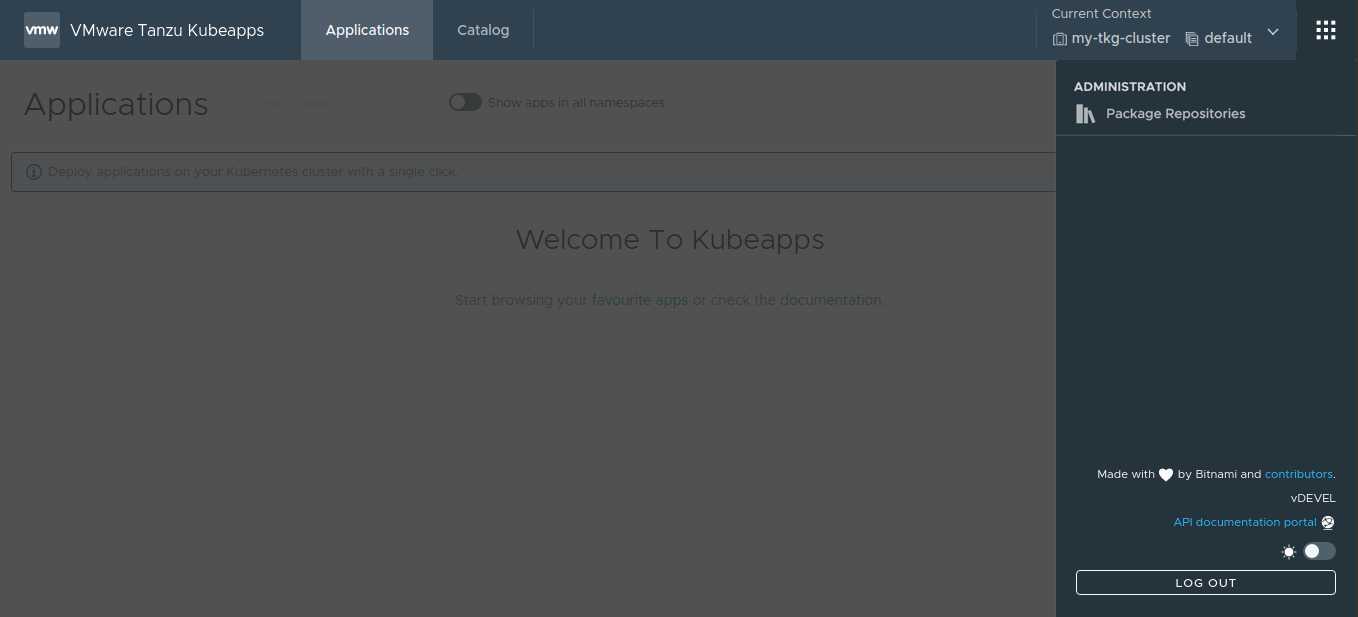 vmw VMware Tanzu Kubeapps
Applications
Catalog
Current Context
my-tkg-cluster default
ADMINISTRATION
Package Repositories
Applications
search apps
Show apps in all namespaces
Deploy applications on your Kubernetes cluster with a single click.
Welcome To Kubeapps
Start browsing your favourite apps or check the documentation.
Made with by Bitnami and contributors.
vDEVEL
API documentation portal
LOG OUT